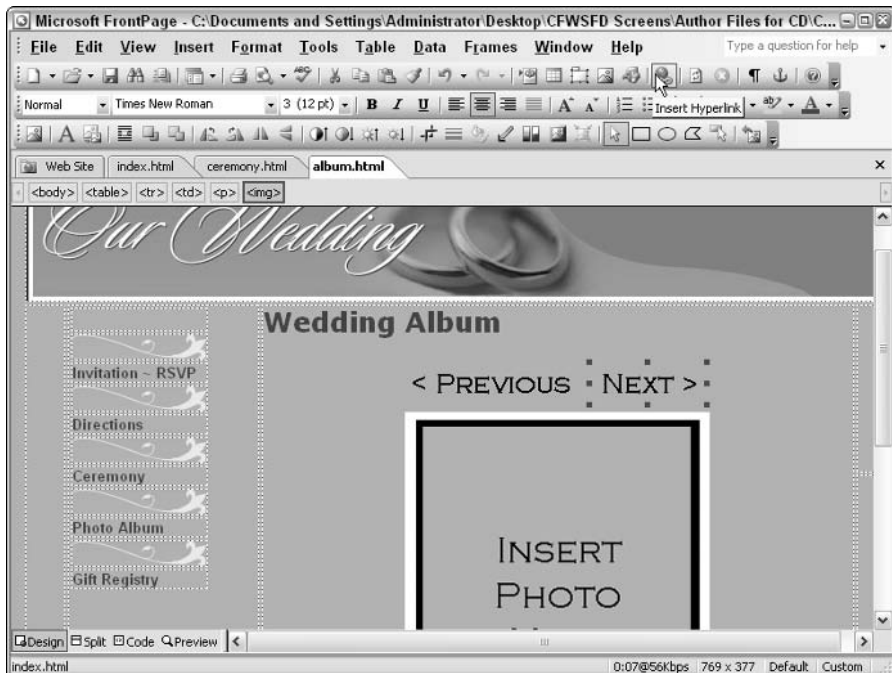 Microsoft FrontPage - C:\Documents and Settings\Administrator\Desktop\CFWSFD Screens\Author Files for CD\C...
File Edit View Insert Format Tools Table Data Frames Window Help Type a question for help
Normal Times New Roman 3 (12 pt) B I U A A Insert Hyperlink ab A
A
Web Site index.html ceremony.html album.html
<body> <table> <tr> <td> <p> <img>
Our Wedding
Wedding Album
< PREVIOUS NEXT >
Invitation ~ RSVP
Directions
Ceremony
Photo Album
Gift Registry
INSERT
PHOTO
Design Split Code Preview
index.html 0:07@56Kbps 769 x 377 Default Custom